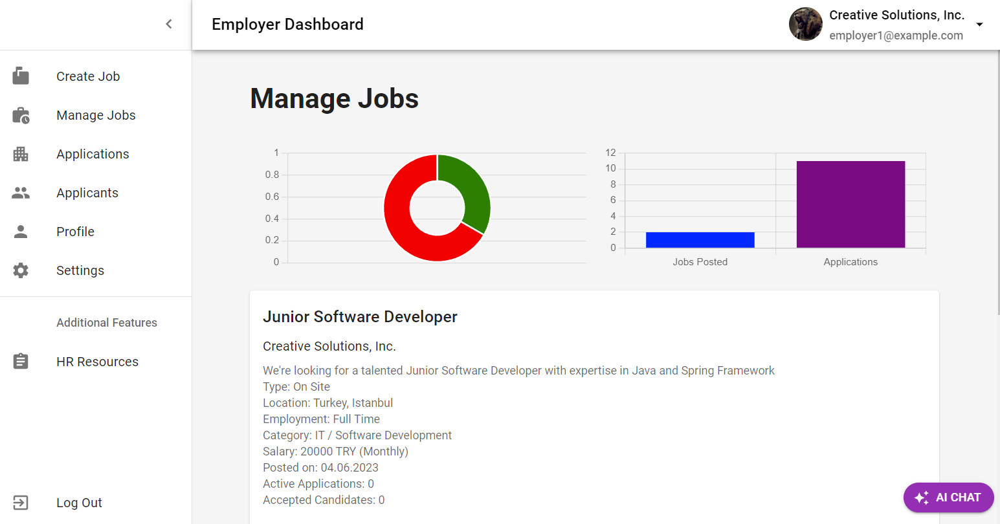 Employer Dashboard
Creative Solutions, Inc.
employer1@example.com
Create Job
Manage Jobs
Applications
Applicants
Profile
Settings
Additional Features
HR Resources
Log Out
Manage Jobs
1
0.8
0.6
0.4
0.2
0
12
10
8
6
4
2
0
Jobs Posted
Applications
Junior Software Developer
Creative Solutions, Inc.
We're looking for a talented Junior Software Developer with expertise in Java and Spring Framework
Type: On Site
Location: Turkey, Istanbul
Employment: Full Time
Category: IT / Software Development
Salary: 20000 TRY (Monthly)
Posted on: 04.06.2023
Active Applications: 0
Accepted Candidates: 0
AI CHAT